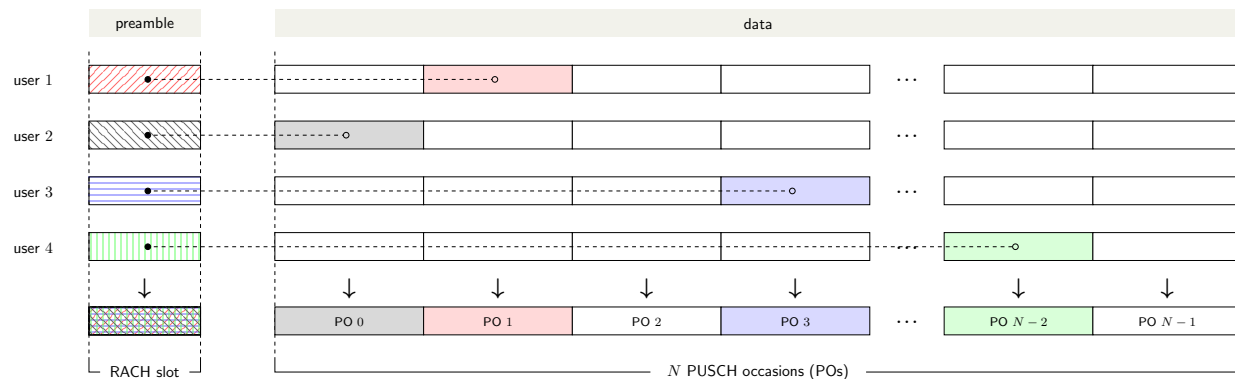 preamble data
user 1 ···
user 2 ···
user 3 ···
user 4 ···
PO 0 PO 1 PO 2 PO 3 ··· PO N − 2 PO N − 1
RACH slot N PUSCH occasions (POs)